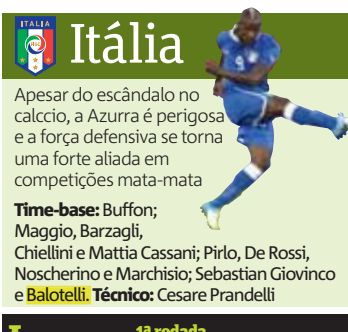 ITALIA
Itália
Apesar do escândalo no
calccio, a Azurra é perigosa
e a força defensiva se torna
uma forte aliada em
competições mata-mata
Time-base: Buffon;
Maggio, Barzagli,
Chiellini e Mattia Cassani; Pirlo, De Rossi,
Noscherino e Marchisio; Sebastian Giovinco
e Balotelli. Técnico: Cesare Prandelli
1ª rodada